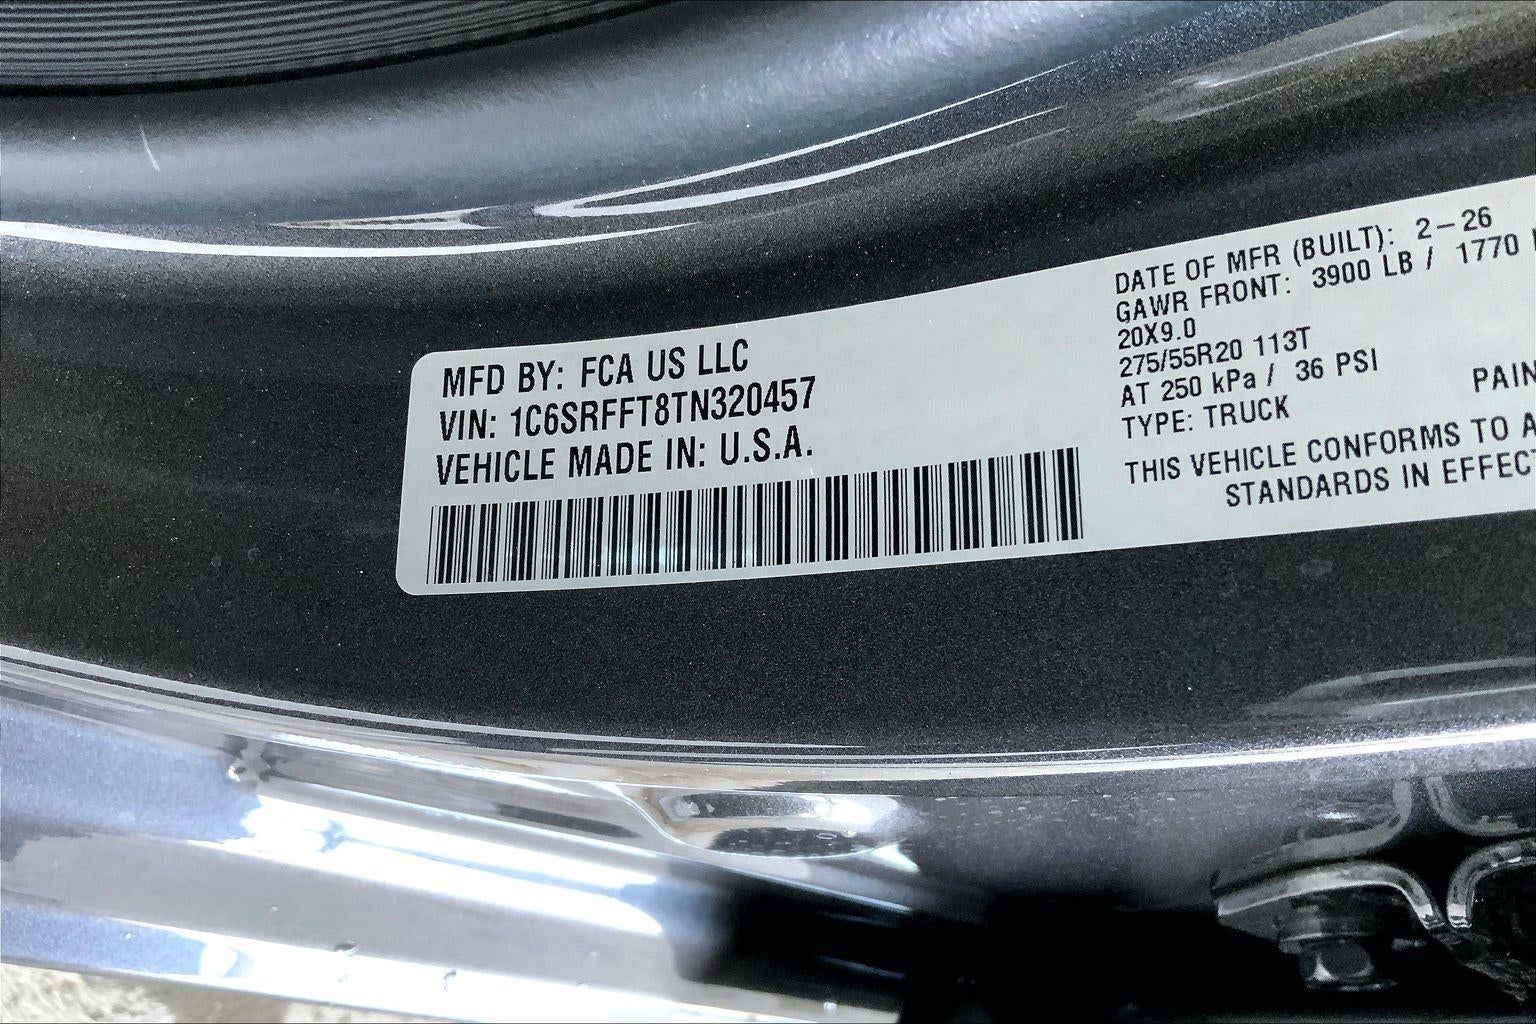 MFD BY: FCA US LLC
VIN: 1C6SRFFT8TN320457
VEHICLE MADE IN: U.S.A.
DATE OF MFR (BUILT): 2-26
GAWR FRONT: 3900 LB / 1770
20X9.0
275/55R20 113T
AT 250 kPa / 36 PSI
PAIN
TYPE: TRUCK
THIS VEHICLE CONFORMS TO A
STANDARDS IN EFFECT